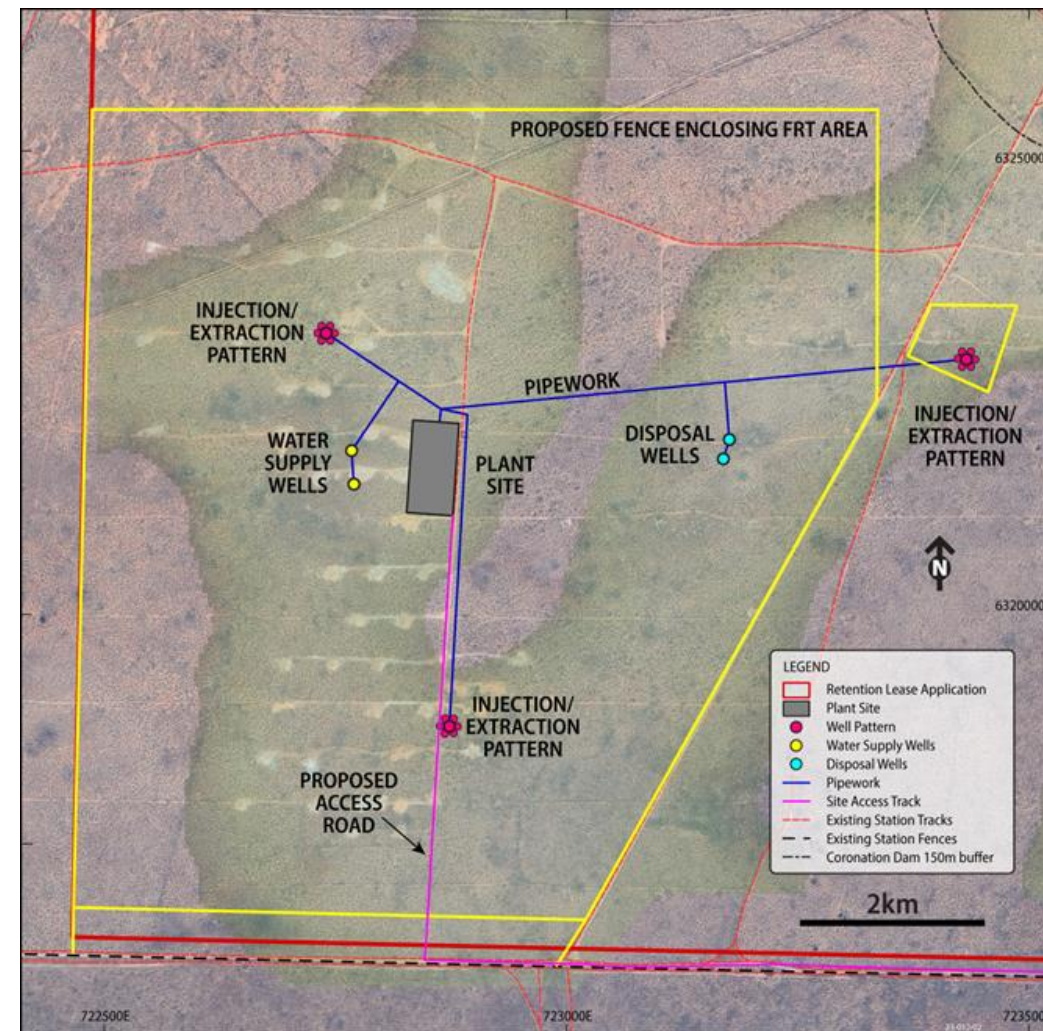 PROPOSED FENCE ENCLOSING FRT AREA
6325000
INJECTION/
EXTRACTION
PATTERN
PIPEWORK
WATER
SUPPLY
WELLS
PLANT
SITE
DISPOSAL
WELLS
INJECTION/
EXTRACTION
PATTERN
N
6320000
INJECTION/
EXTRACTION
PATTERN
PROPOSED
ACCESS
ROAD
LEGEND
Retention Lease Application
Plant Site
Well Pattern
Water Supply Wells
Disposal Wells
Pipework
Site Access Track
Existing Station Tracks
Existing Station Fences
Coronation Dam 150m buffer
2km
722500E
723000E
723500